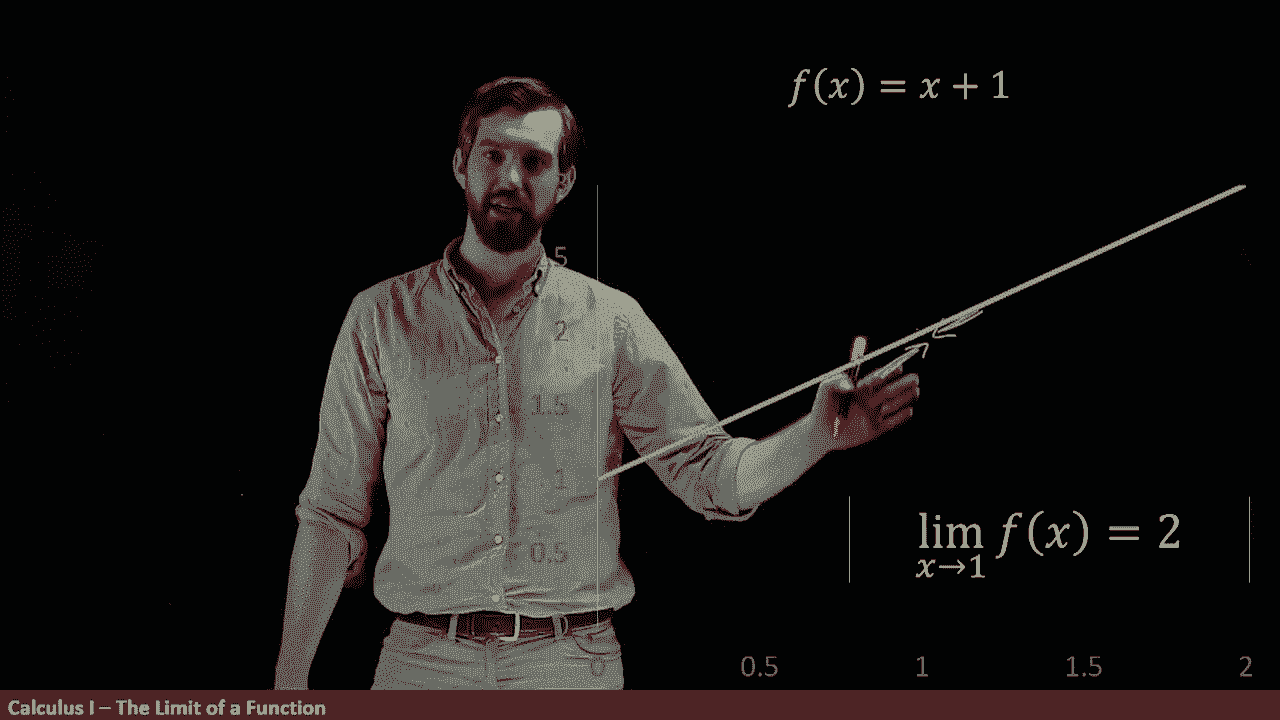 f(x) = x + 1
5
2
1.5
1
0.5
lim f(x) = 2
x→1
0 0.5 1 1.5 2
Calculus I – The Limit of a Function